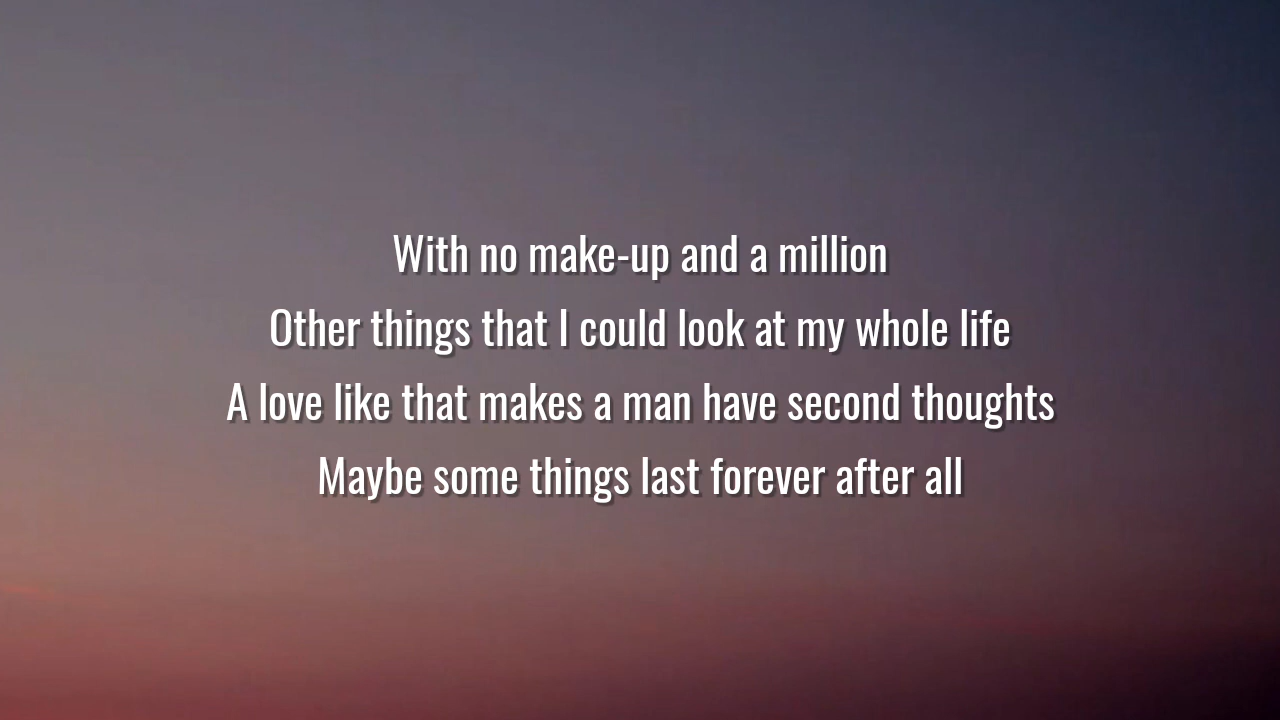 With no make-up and a million
Other things that I could look at my whole life
A love like that makes a man have second thoughts
Maybe some things last forever after all